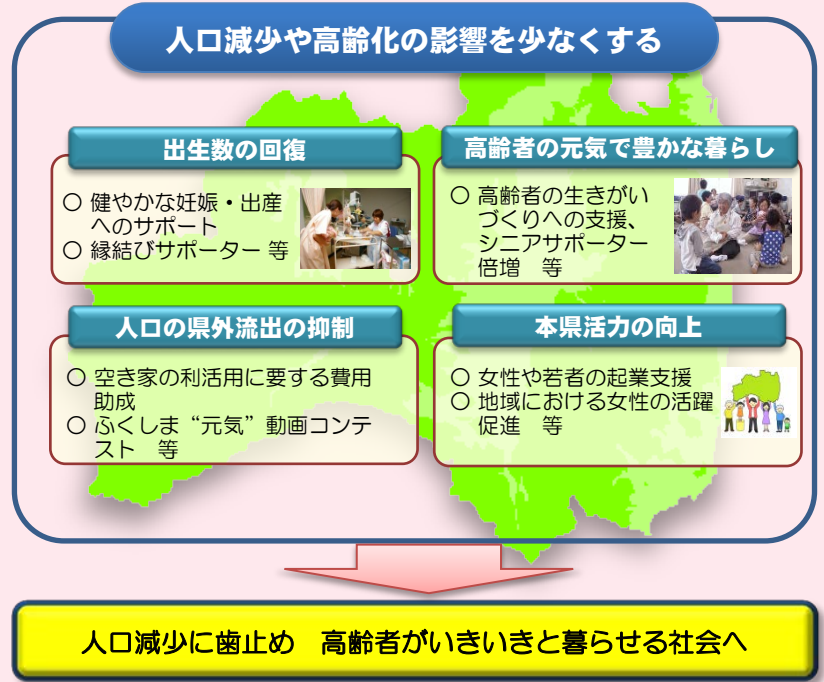 人口減少や高齢化の影響を少なくする
出生数の回復
〇 健やかな妊娠・出産
へのサポート
〇 縁結びサポーター 等
高齢者の元気で豊かな暮らし
〇 高齢者の生きがい
づくりへの支援、
シニアサポーター
倍増　等
人口の県外流出の抑制
〇 空き家の利活用に要する費用
助成
〇 ふくしま“元気”動画コンテ
スト　等
本県活力の向上
〇 女性や若者の起業支援
〇 地域における女性の活躍
促進　等
人口減少に歯止め　高齢者がいきいきと暮らせる社会へ